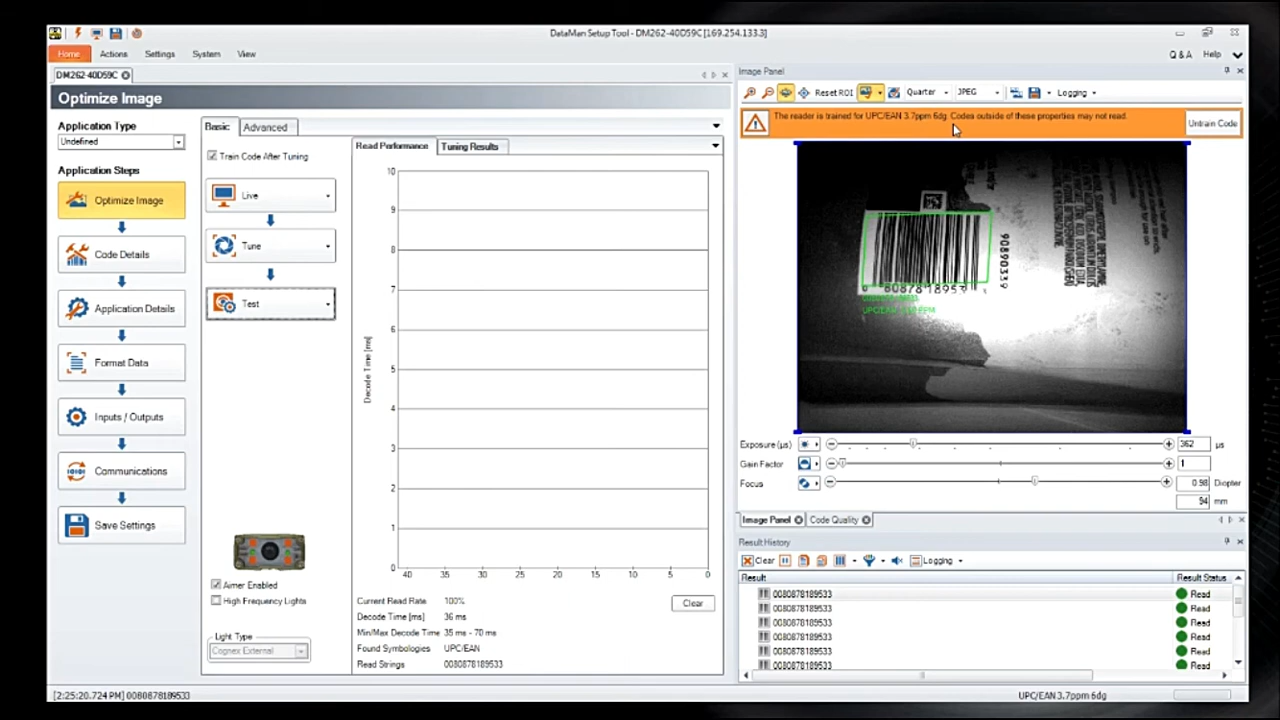 DataMan Setup Tool - DM262-40D59C [169.254.133.3]
Home Actions Settings System View
Q & A Help
DM262-40D59C
Optimize Image
Application Type
Undefined
Application Steps
Optimize Image
Code Details
Application Details
Format Data
Inputs / Outputs
Communications
Save Settings
Basic Advanced
Train Code After Tuning
Live
Tune
Test
Aimer Enabled
High Frequency Lights
Light Type
Cognex External
Read Performance Tuning Results
Decode Time [ms]
10
9
8
7
6
5
4
3
2
1
0
40 35 30 25 20 15 10 5 0
Current Read Rate 100%
Clear
Decode Time [ms] 36 ms
Min/Max Decode Time 35 ms - 70 ms
Found Symbologies UPC/EAN
Read Strings 0080878189533
Image Panel
Reset ROI Quarter JPEG Logging
The reader is trained for UPC/EAN 3.7ppm 6dg. Codes outside of these properties may not read.
Untrain Code
90890339
Exposure (µs) 362 µs
Gain Factor 1
Focus 0.98 Diopter
94 mm
Image Panel Code Quality
Result History
Clear Logging
Result Result Status
0080878189533 Read
0080878189533 Read
0080878189533 Read
0080878189533 Read
0080878189533 Read
0080878189533 Read
[2:25:20.724 PM] 0080878189533
UPC/EAN 3.7ppm 6dg